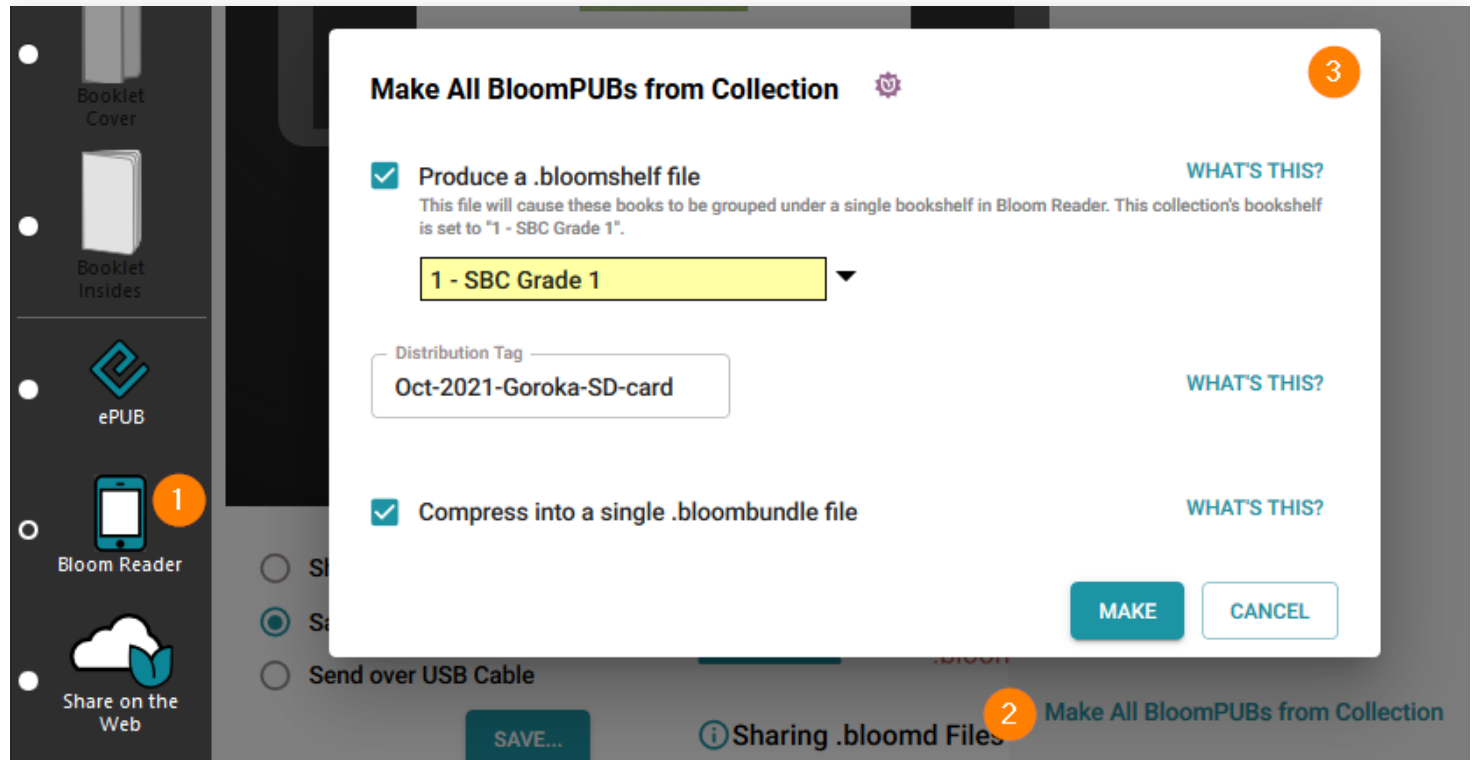 Booklet
Cover
Booklet
Insides
ePUB
1
Bloom Reader
Share on the
Web
Make All BloomPUBs from Collection
3
Produce a .bloomshelf file
WHAT'S THIS?
This file will cause these books to be grouped under a single bookshelf in Bloom Reader. This collection's bookshelf
is set to "1 - SBC Grade 1".
1 - SBC Grade 1
Distribution Tag
Oct-2021-Goroka-SD-card
WHAT'S THIS?
Compress into a single .bloombundle file
WHAT'S THIS?
MAKE
CANCEL
Send over USB Cable
SAVE...
Sharing .bloomd Files
2
Make All BloomPUBs from Collection